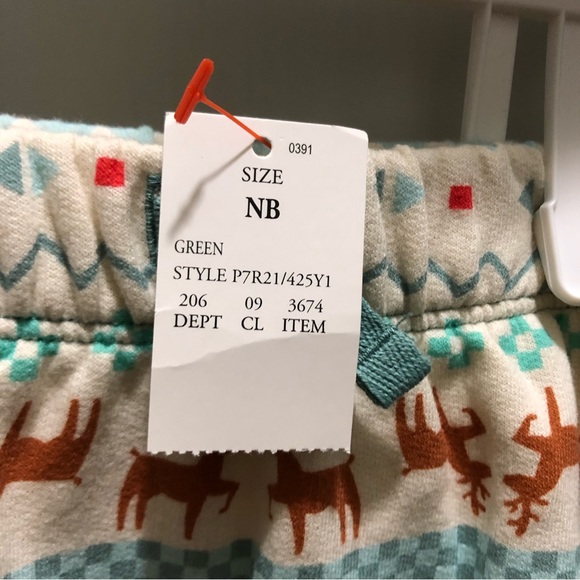 0391
SIZE
NB
GREEN
STYLE P7R21/425Y1
206 09 3674
DEPT CL ITEM